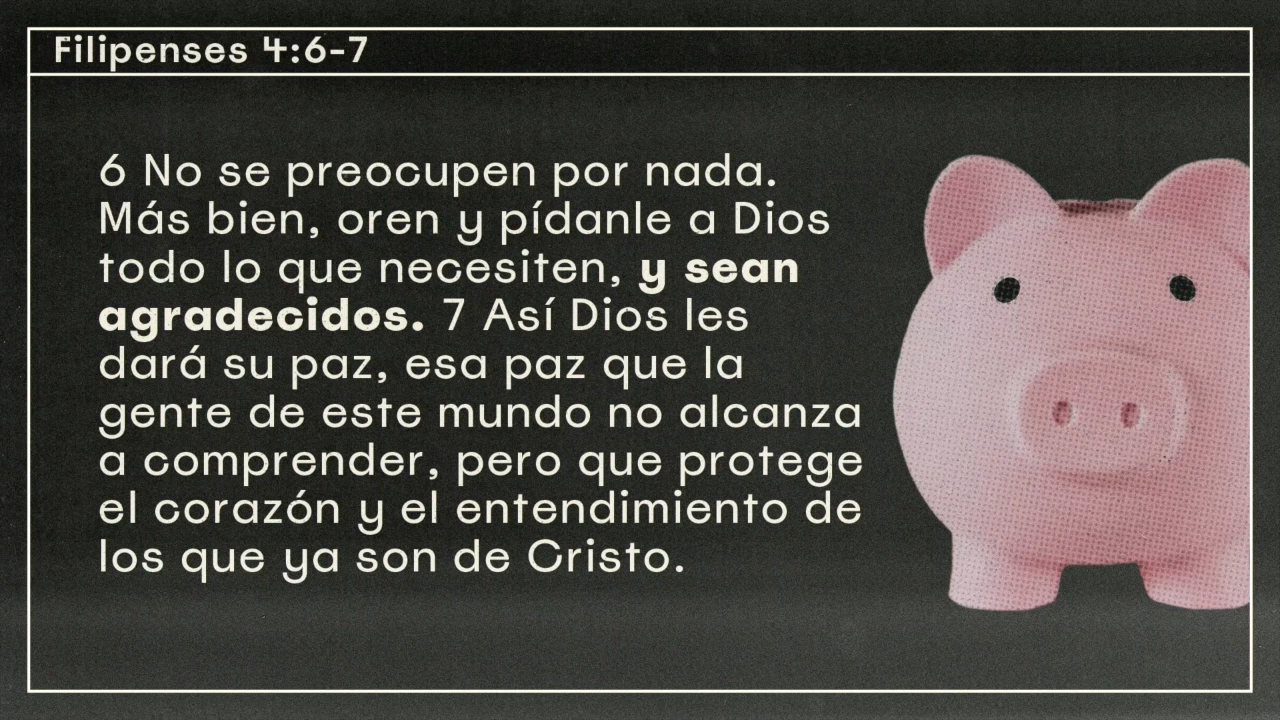 Filipenses 4:6-7
6 No se preocupen por nada.
Más bien, oren y pídanle a Dios
todo lo que necesiten, y sean
agradecidos. 7 Así Dios les
dará su paz, esa paz que la
gente de este mundo no alcanza
a comprender, pero que protege
el corazón y el entendimiento de
los que ya son de Cristo.